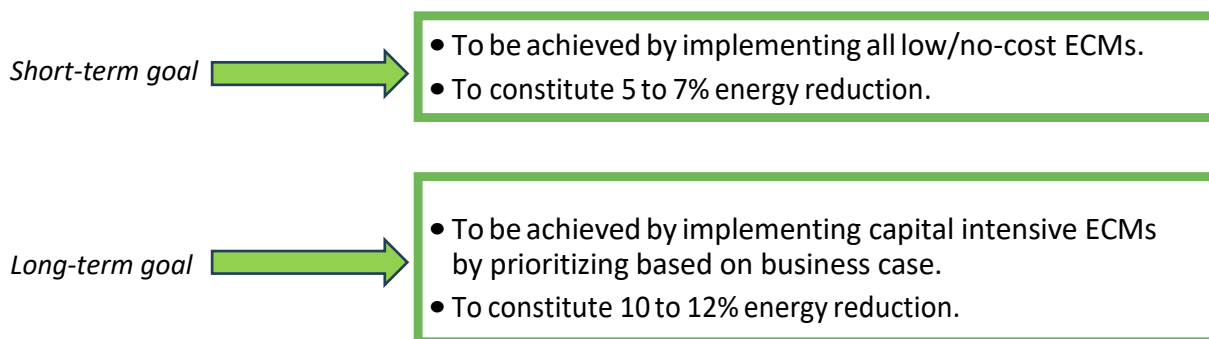 Short-term goal
• To be achieved by implementing all low/no-cost ECMs.
• To constitute 5 to 7% energy reduction.
Long-term goal
• To be achieved by implementing capital intensive ECMs
by prioritizing based on business case.
• To constitute 10 to 12% energy reduction.